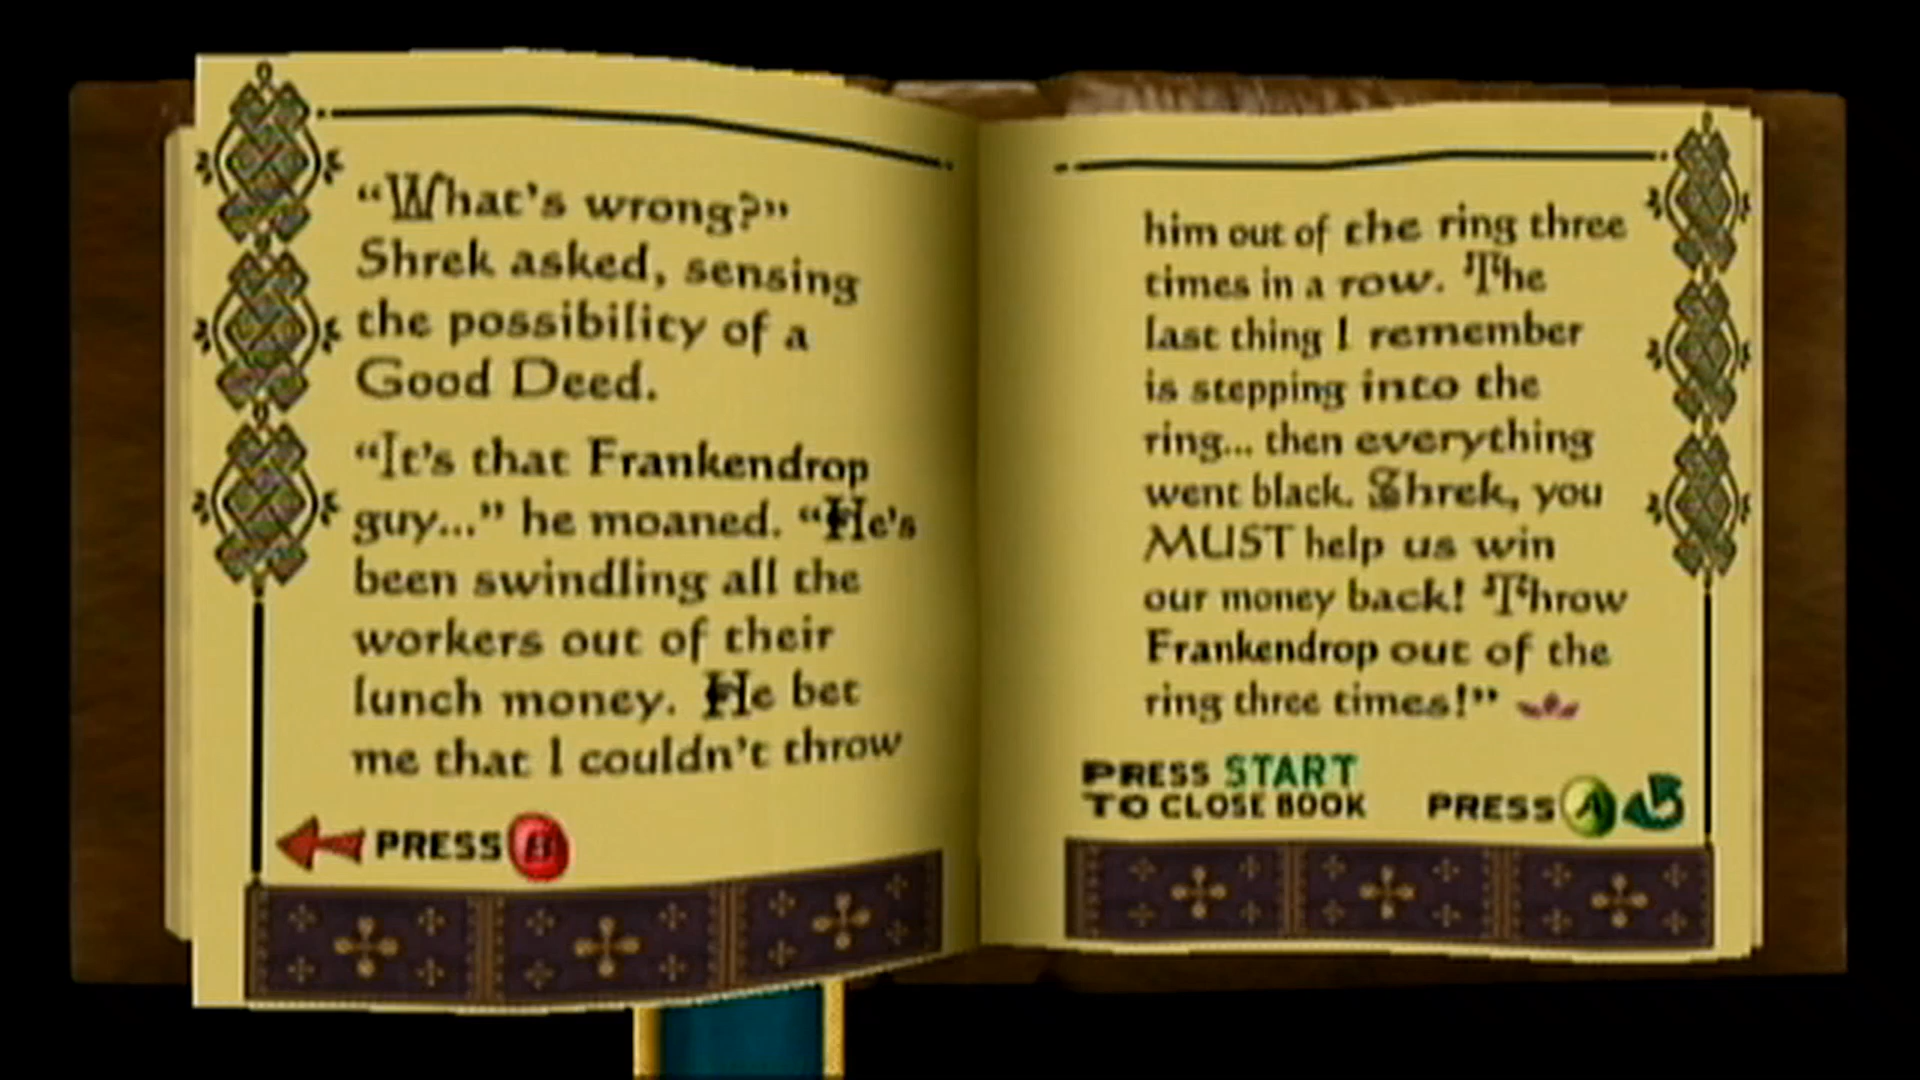 “What’s wrong?”
Shrek asked, sensing
the possibility of a
Good Deed.
“It’s that Frankendrop
guy...” he moaned. “He’s
been swindling all the
workers out of their
lunch money. He bet
me that I couldn’t throw
PRESS B
him out of the ring three
times in a row. The
last thing I remember
is stepping into the
ring... then everything
went black. Shrek, you
MUST help us win
our money back! Throw
Frankendrop out of the
ring three times!”
PRESS START
TO CLOSE BOOK
PRESS A